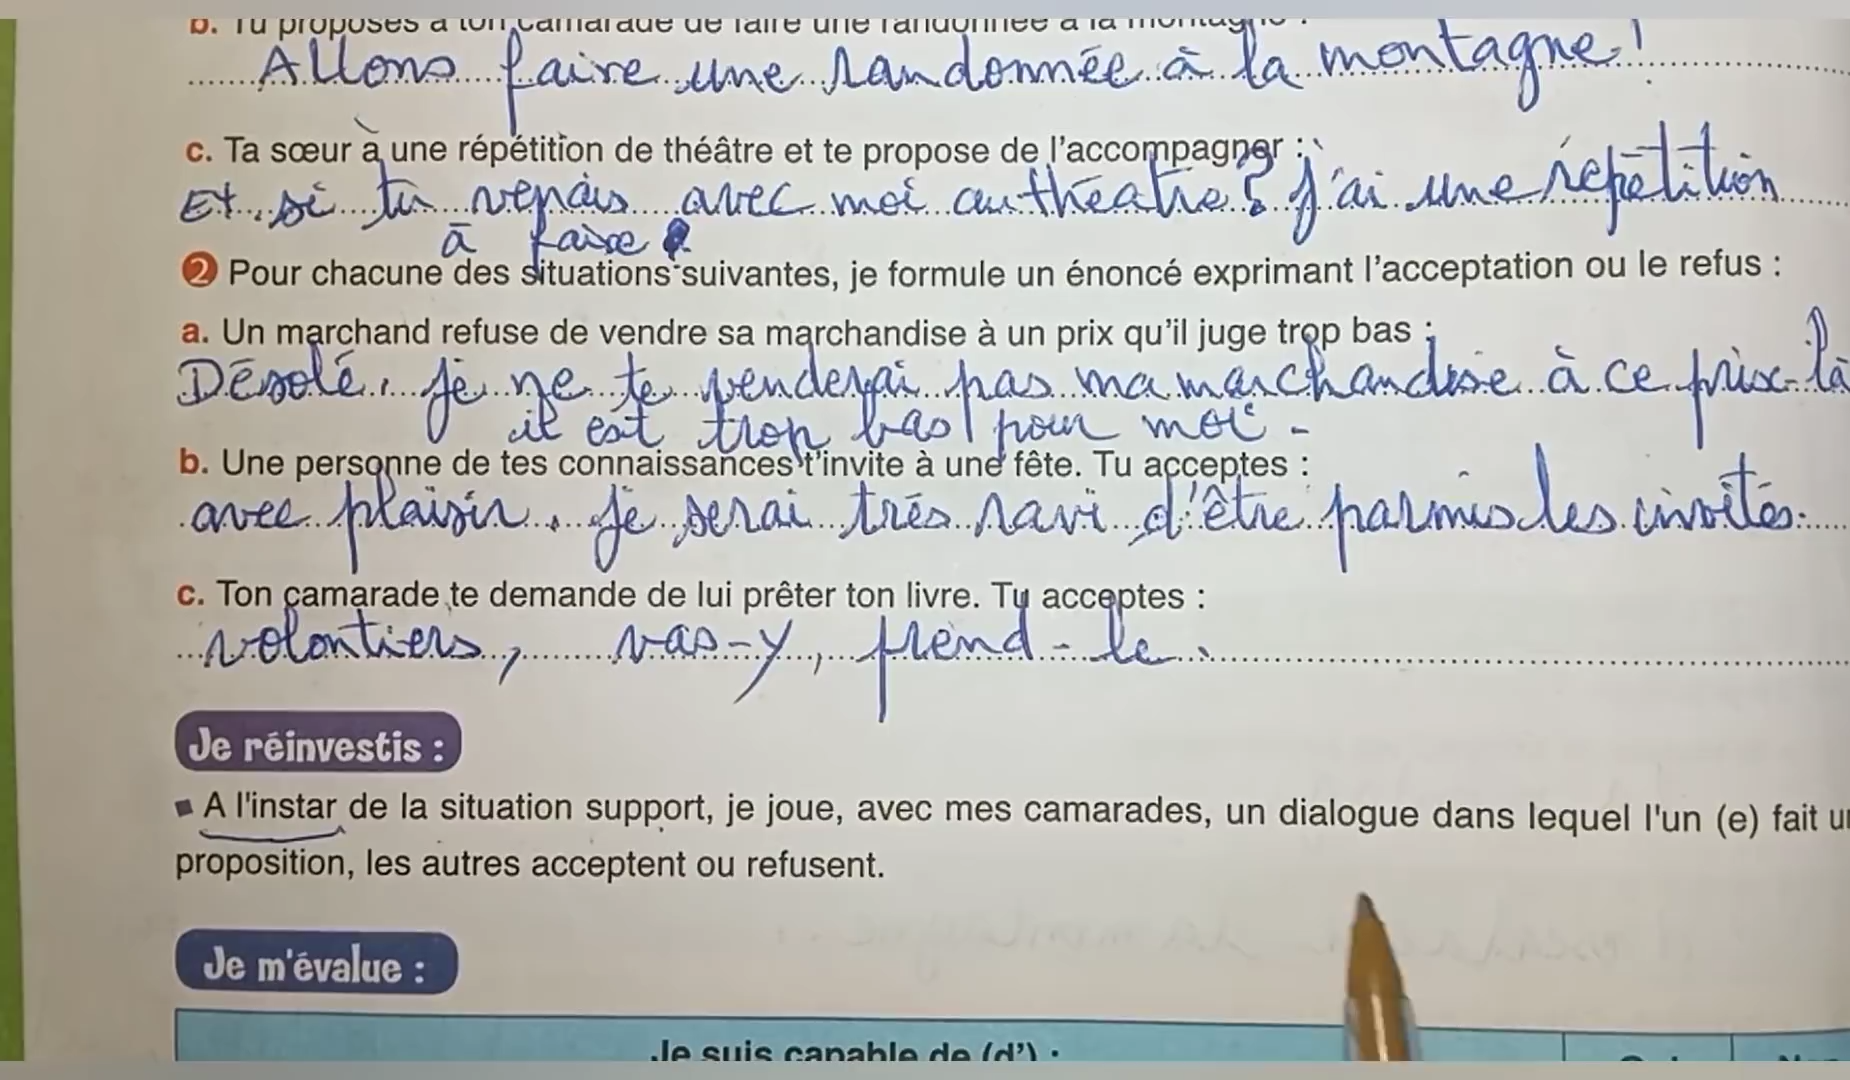 b. Tu proposes à ton camarade de faire une randonnée à la montagne :
Allons faire une randonnée à la montagne !
c. Ta sœur à une répétition de théâtre et te propose de l'accompagner :
Et si tu venais avec moi au théatre ? J'ai une répétition
à faire.
2 Pour chacune des situations suivantes, je formule un énoncé exprimant l'acceptation ou le refus :
a. Un marchand refuse de vendre sa marchandise à un prix qu'il juge trop bas :
Désolé, je ne te venderai pas ma marchandise à ce prix-là
il est trop bas pour moi.
b. Une personne de tes connaissances t'invite à une fête. Tu acceptes :
avec plaisir, je serai très ravi d'être parmis les invités.
c. Ton camarade te demande de lui prêter ton livre. Tu acceptes :
volontiers, vas-y, prend-le.
Je réinvestis :
A l'instar de la situation support, je joue, avec mes camarades, un dialogue dans lequel l'un (e) fait
proposition, les autres acceptent ou refusent.
Je m'évalue :
Je suis capable de (d') :